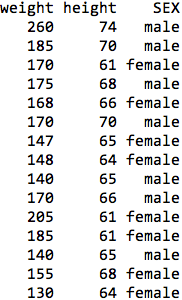 weight height SEX
260 74 male
185 70 male
170 61 female
175 68 male
168 66 female
170 70 male
147 65 female
148 64 female
140 65 male
170 66 male
205 61 female
185 61 female
140 65 male
155 68 female
130 64 female